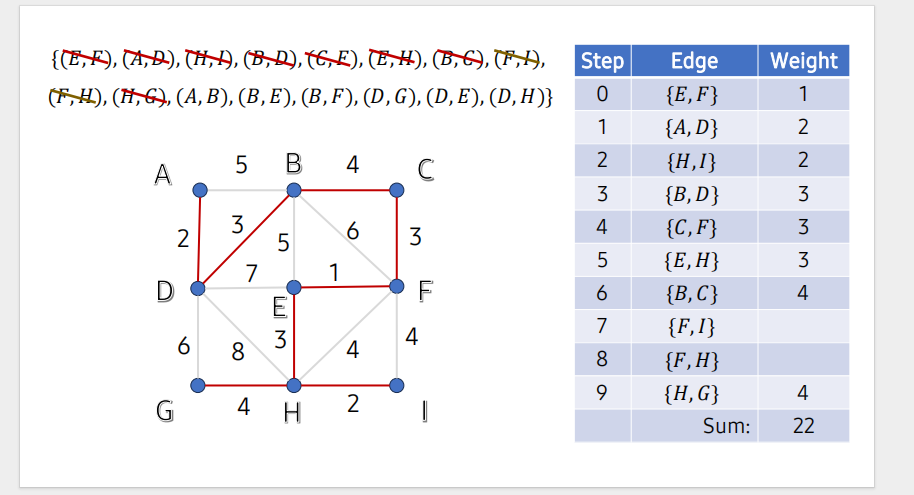 {(E, F), (A, D), (H, I), (B, D), (C, F), (E, H), (B, C), (F, I),
(F, H), (H, G), (A, B), (B, E), (B, F), (D, G), (D, E), (D, H)}
Step Edge Weight
0 {E, F} 1
1 {A, D} 2
2 {H, I} 2
3 {B, D} 3
4 {C, F} 3
5 {E, H} 3
6 {B, C} 4
7 {F, I}
8 {F, H}
9 {H, G} 4
Sum: 22
A 5 B 4 C
2 3 5 6 3
D 7 E 1 F
6 8 3 4 4
G 4 H 2 I